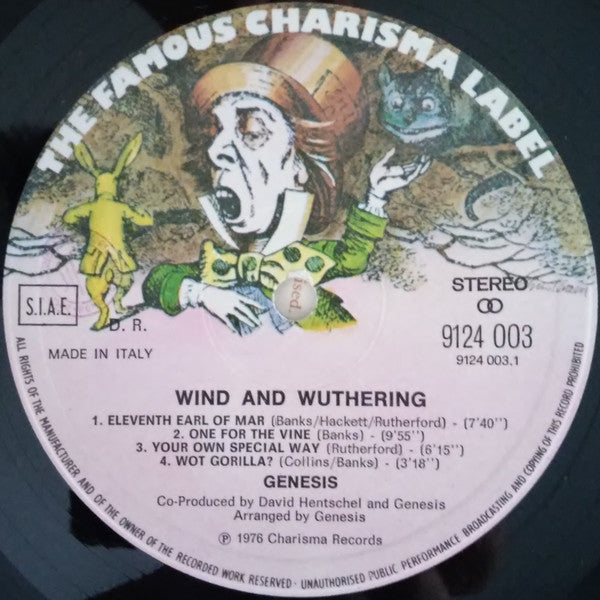 THE FAMOUS CHARISMA LABEL
S.I.A.E.
D. R.
MADE IN ITALY
ised
STEREO
9124 003
9124 003.1
WIND AND WUTHERING
1. ELEVENTH EARL OF MAR (Banks/Hackett/Rutherford) - (7'40'')
2. ONE FOR THE VINE (Banks) - (9'55'')
3. YOUR OWN SPECIAL WAY (Rutherford) - (6'15'')
4. WOT GORILLA? (Collins/Banks) - (3'18'')
GENESIS
Co-Produced by David Hentschel and Genesis
Arranged by Genesis
℗ 1976 Charisma Records
ALL RIGHTS OF THE MANUFACTURER AND OF THE OWNER OF THE RECORDED WORK RESERVED · UNAUTHORISED PUBLIC PERFORMANCE BROADCASTING AND COPYING OF THIS RECORD PROHIBITED